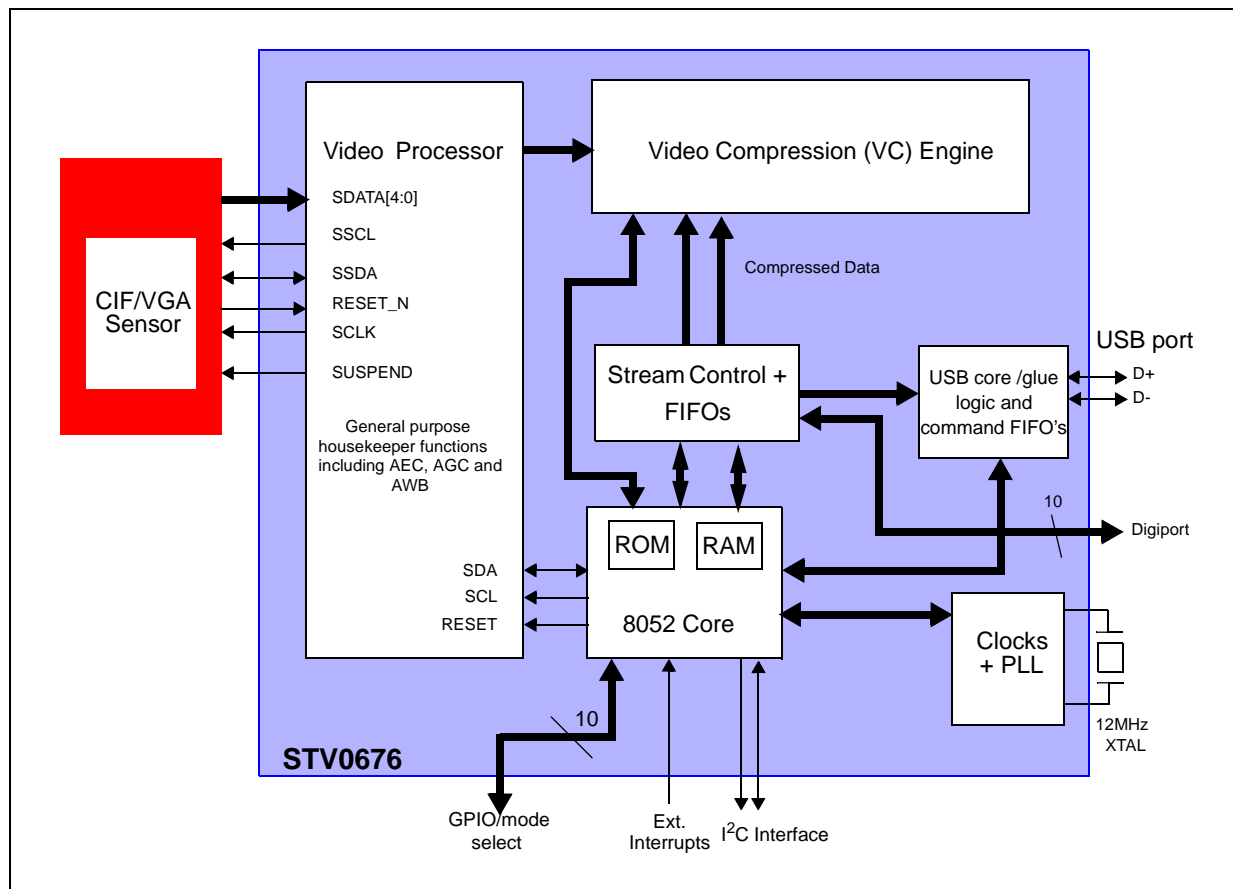 Video Processor
Video Compression (VC) Engine
SDATA[4:0]
SSCL
SSDA
RESET_N
SCLK
SUSPEND
CIF/VGA
Sensor
General purpose
housekeeper functions
including AEC, AGC and
AWB
Compressed Data
Stream Control +
FIFOs
USB core /glue
logic and
command FIFO's
USB port
D+
D-
10
Digiport
ROM
RAM
8052 Core
SDA
SCL
RESET
Clocks
+ PLL
12MHz
XTAL
10
STV0676
GPIO/mode
select
Ext.
Interrupts
I2C Interface